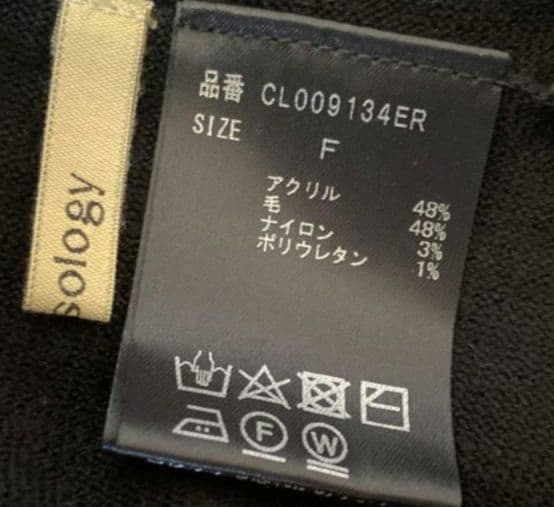 sology
品番 CL009134ER
SIZE F
アクリル 48%
毛 48%
ナイロン 3%
ポリウレタン 1%
F
W